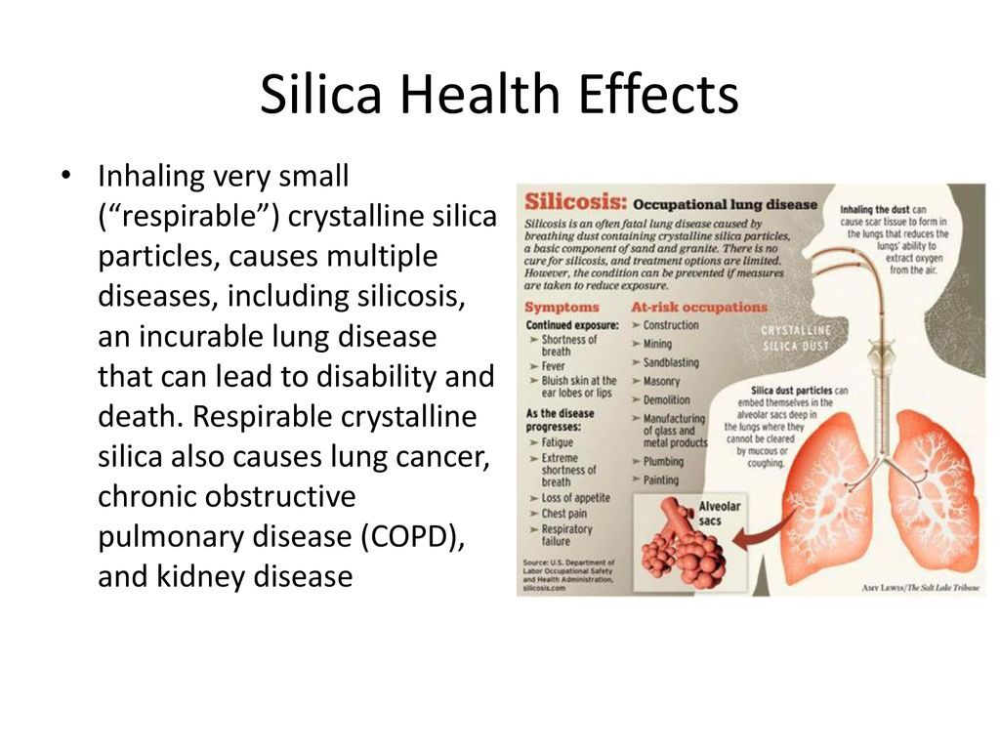 Silica Health Effects
• Inhaling very small
(“respirable”) crystalline silica
particles, causes multiple
diseases, including silicosis,
an incurable lung disease
that can lead to disability and
death. Respirable crystalline
silica also causes lung cancer,
chronic obstructive
pulmonary disease (COPD),
and kidney disease
Silicosis: Occupational lung disease
Silicosis is an often fatal lung disease caused by
breathing dust containing crystalline silica particles,
a basic component of sand and granite. There is no
cure for silicosis, and treatment options are limited.
However, the condition can be prevented if measures
are taken to reduce exposure.
Symptoms
Continued exposure:
➤ Shortness of
breath
➤ Fever
➤ Bluish skin at the
ear lobes or lips
As the disease
progresses:
➤ Fatigue
➤ Extreme
shortness of
breath
➤ Loss of appetite
➤ Chest pain
➤ Respiratory
failure
Source: U.S. Department of
Labor Occupational Safety
and Health Administration,
silicosis.com
At-risk occupations
➤ Construction
➤ Mining
➤ Sandblasting
➤ Masonry
➤ Demolition
➤ Manufacturing
of glass and
metal products
➤ Plumbing
➤ Painting
Inhaling the dust can
cause scar tissue to form in
the lungs that reduces the
lungs' ability to
extract oxygen
from the air.
CRYSTALLINE
SILICA DUST
Silica dust particles can
embed themselves in the
alveolar sacs deep in
the lungs where they
cannot be cleared
by mucous or
coughing.
Alveolar
sacs
AMY LEWIS/The Salt Lake Tribune